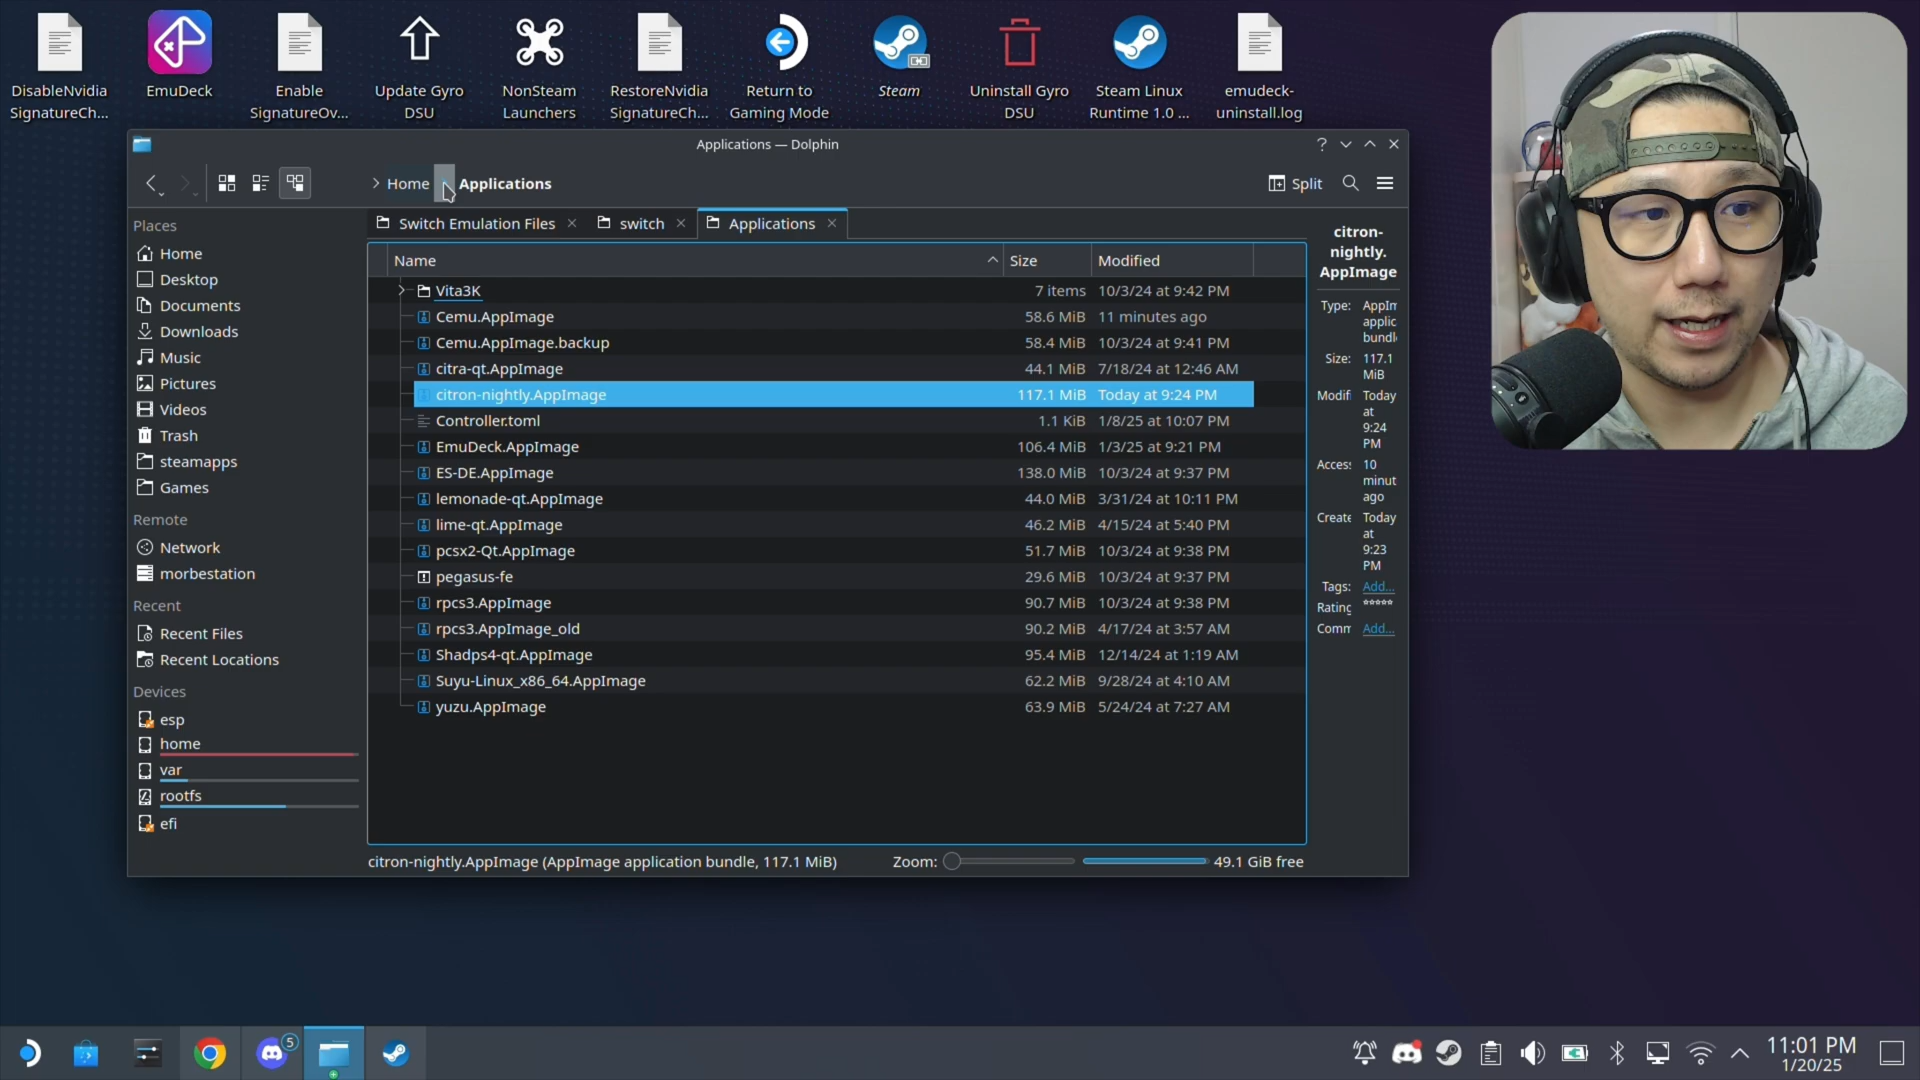 DisableNvidia
SignatureCh...
EmuDeck
Enable
SignatureOv...
Update Gyro
DSU
NonSteam
Launchers
RestoreNvidia
SignatureCh...
Return to
Gaming Mode
Steam
Uninstall Gyro
DSU
Steam Linux
Runtime 1.0 ...
emudeck-
uninstall.log
Applications — Dolphin
Home
Applications
Split
Places
Home
Desktop
Documents
Downloads
Music
Pictures
Videos
Trash
steamapps
Games
Remote
Network
morbestation
Recent
Recent Files
Recent Locations
Devices
esp
home
var
rootfs
efi
Switch Emulation Files
switch
Applications
Name Size Modified
Vita3K 7 items 10/3/24 at 9:42 PM
Cemu.AppImage 58.6 MiB 11 minutes ago
Cemu.AppImage.backup 58.4 MiB 10/3/24 at 9:41 PM
citra-qt.AppImage 44.1 MiB 7/18/24 at 12:46 AM
citron-nightly.AppImage 117.1 MiB Today at 9:24 PM
Controller.toml 1.1 KiB 1/8/25 at 10:07 PM
EmuDeck.AppImage 106.4 MiB 1/3/25 at 9:21 PM
ES-DE.AppImage 138.0 MiB 10/3/24 at 9:37 PM
lemonade-qt.AppImage 44.0 MiB 3/31/24 at 10:11 PM
lime-qt.AppImage 46.2 MiB 4/15/24 at 5:40 PM
pcsx2-Qt.AppImage 51.7 MiB 10/3/24 at 9:38 PM
pegasus-fe 29.6 MiB 10/3/24 at 9:37 PM
rpcs3.AppImage 90.7 MiB 10/3/24 at 9:38 PM
rpcs3.AppImage_old 90.2 MiB 4/17/24 at 3:57 AM
Shadps4-qt.AppImage 95.4 MiB 12/14/24 at 1:19 AM
Suyu-Linux_x86_64.AppImage 62.2 MiB 9/28/24 at 4:10 AM
yuzu.AppImage 63.9 MiB 5/24/24 at 7:27 AM
citron-
nightly.
AppImage
Type: AppIm
applic
bundl
Size: 117.1
MiB
Modifi Today
at
9:24
PM
Acces: 10
minut
ago
Create Today
at
9:23
PM
Tags: Add...
Rating
Comm Add...
citron-nightly.AppImage (AppImage application bundle, 117.1 MiB)
Zoom:
49.1 GiB free
5
11:01 PM
1/20/25